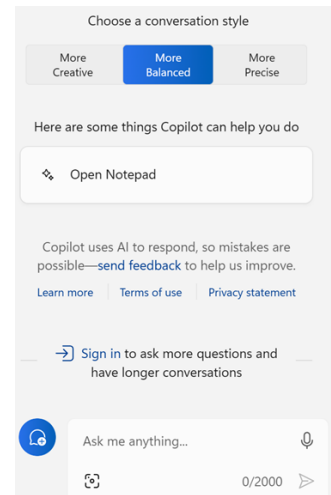 Choose a conversation style
More Creative
More Balanced
More Precise
Here are some things Copilot can help you do
Open Notepad
Copilot uses AI to respond, so mistakes are
possible—send feedback to help us improve.
Learn more
Terms of use
Privacy statement
Sign in to ask more questions and
have longer conversations
Ask me anything...
0/2000